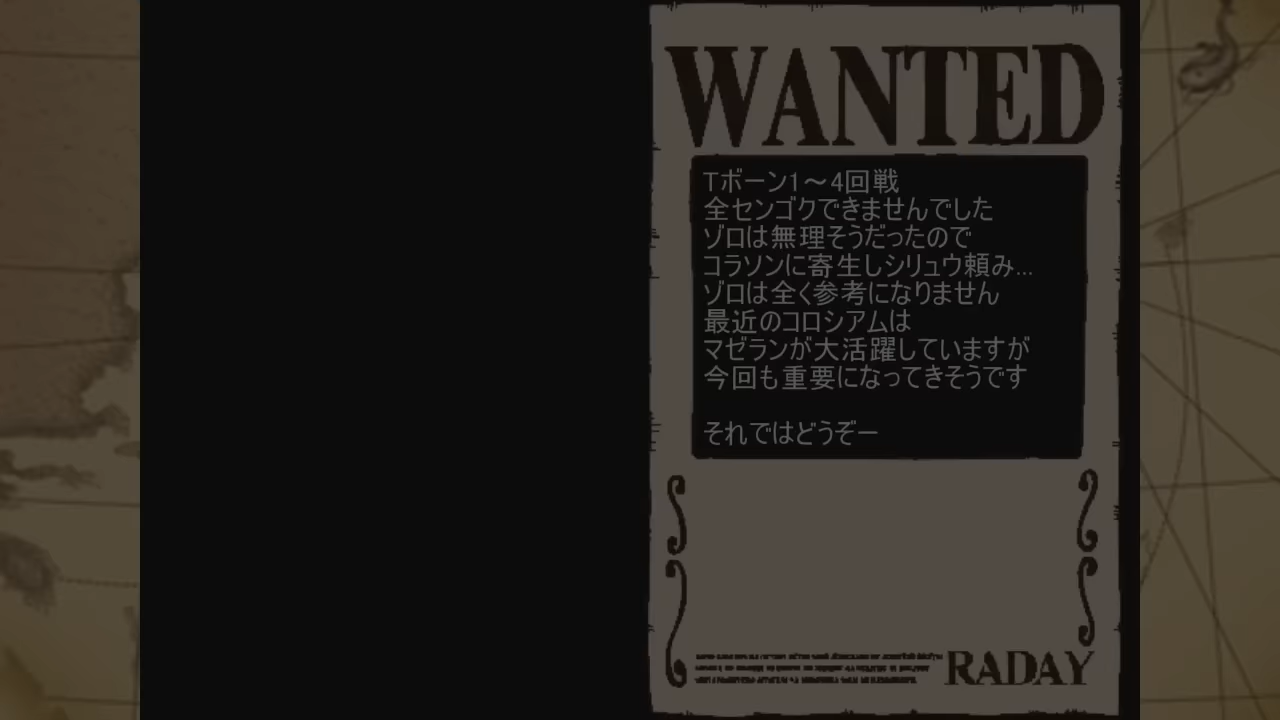 WANTED
Tボーン1～4回戦
全センゴクできませんでした
ゾロは無理そうだったので
コラソンに寄生しシリュウ頼み...
ゾロは全く参考になりません
最近のコロシアムは
マゼランが大活躍していますが
今回も重要になってきそうです
それではどうぞー
RADAY